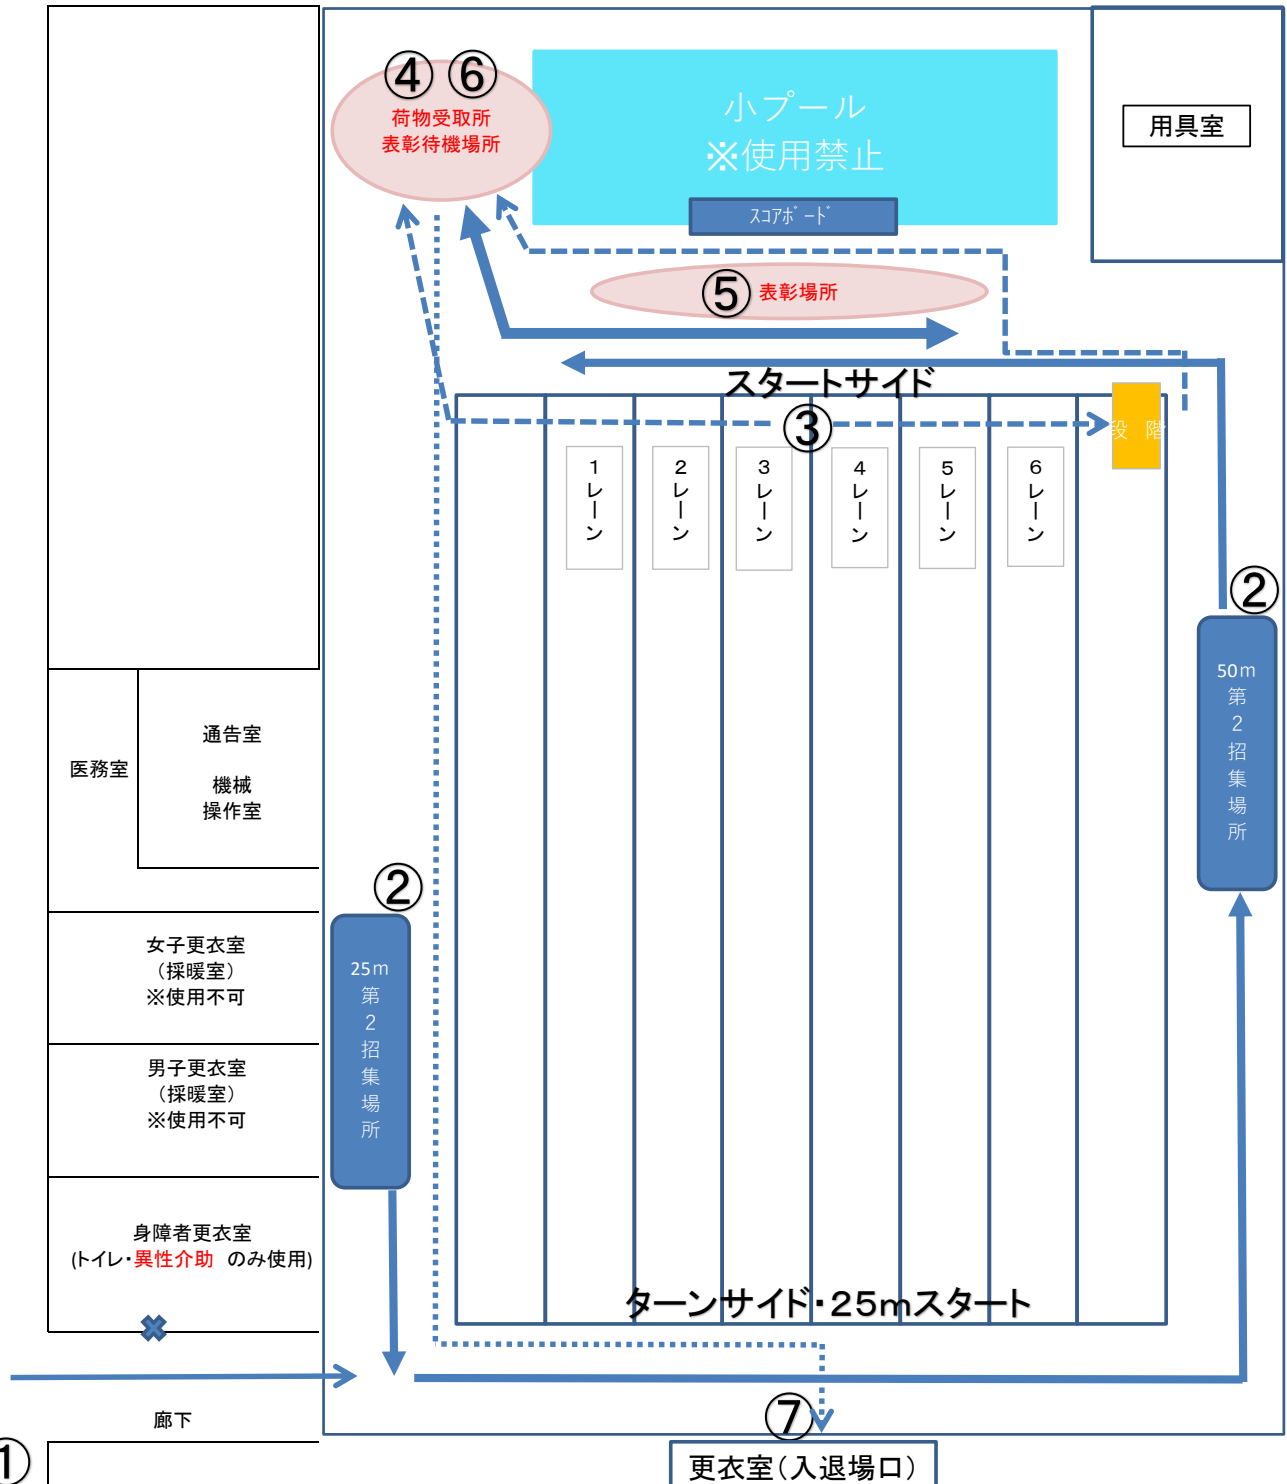 ④ ⑥
荷物受取所
表彰待機場所
小プール
※使用禁止
スコアボード
用具室
⑤ 表彰場所
スタートサイド
③
段 階
1レーン
2レーン
3レーン
4レーン
5レーン
6レーン
②
50m第2招集場所
通告室
機械
操作室
医務室
②
25m第2招集場所
女子更衣室
（採暖室）
※使用不可
男子更衣室
（採暖室）
※使用不可
身障者更衣室
(トイレ・異性介助 のみ使用)
ターンサイド・25mスタート
廊下
①
⑦
更衣室（入退場口）